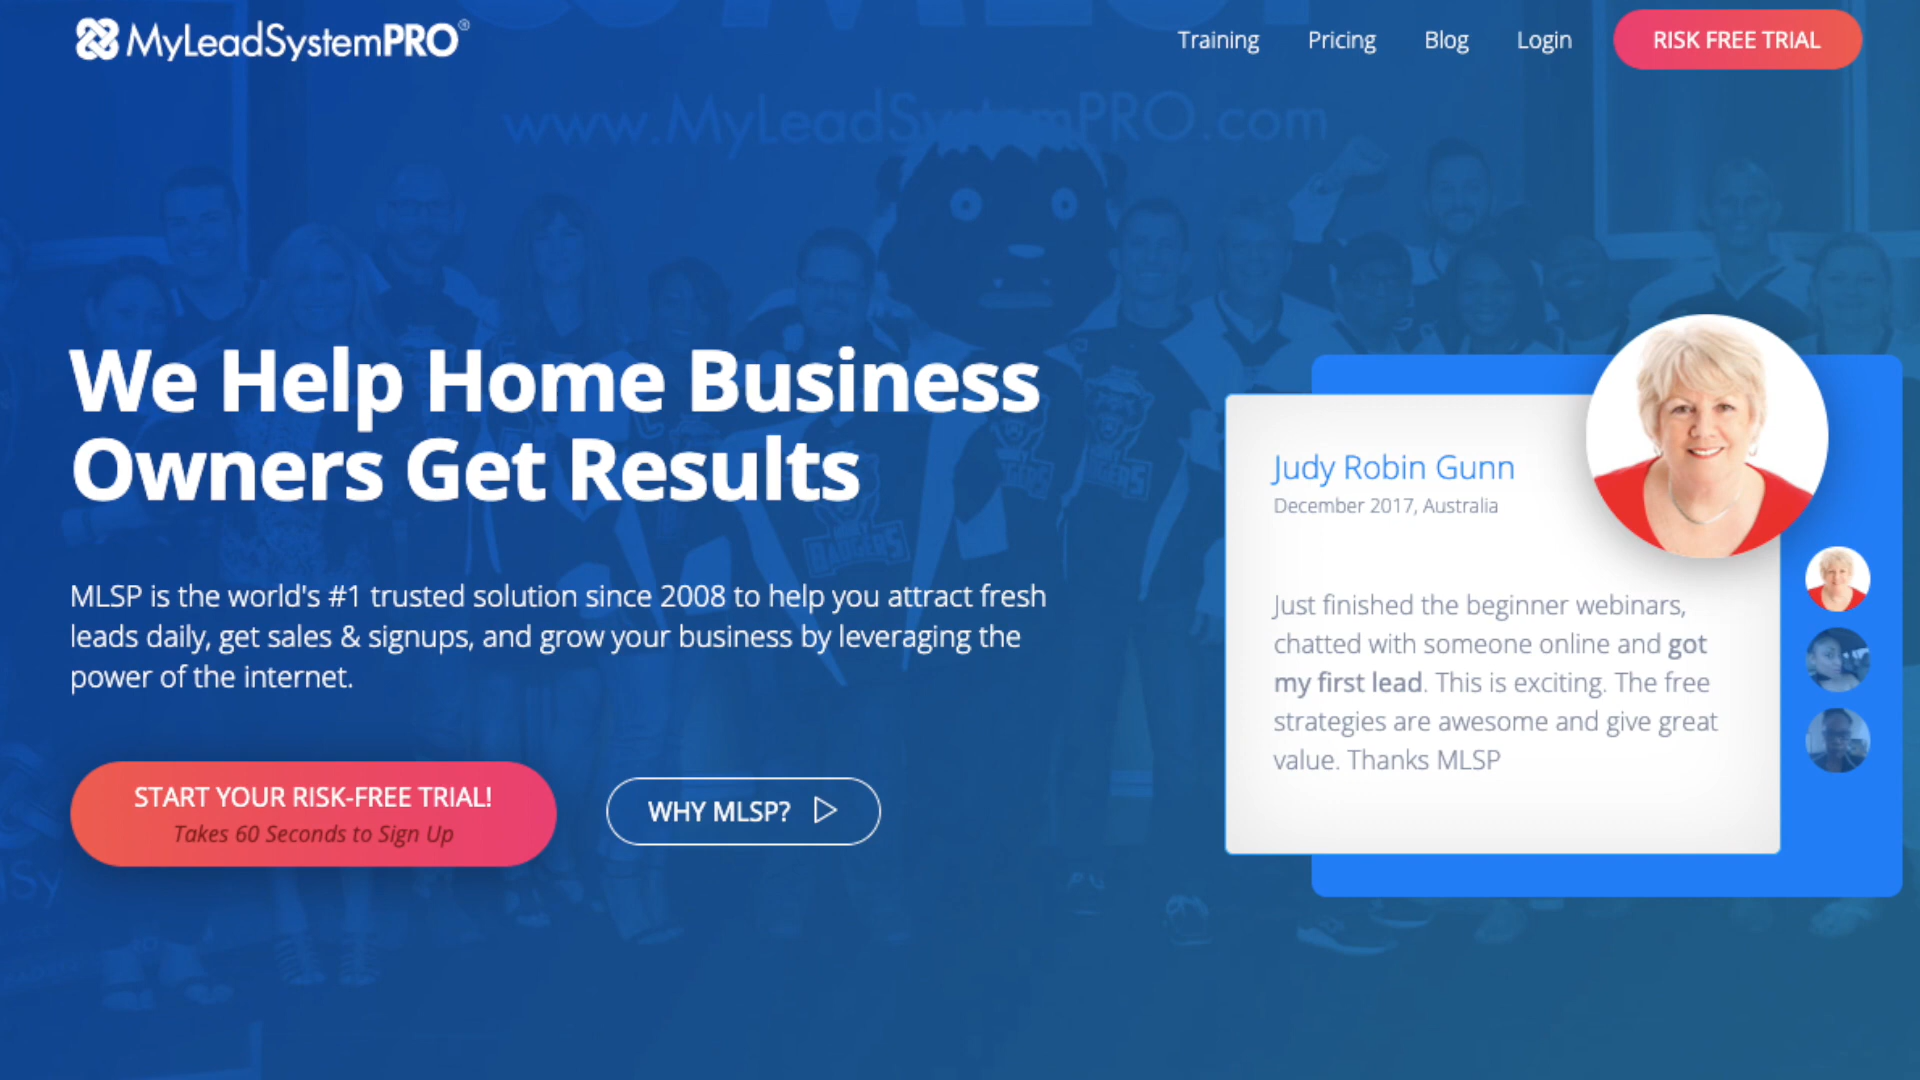 MyLeadSystemPRO®
Training
Pricing
Blog
Login
RISK FREE TRIAL
www.MyLeadSystemPRO.com
We Help Home Business
Owners Get Results
MLSP is the world's #1 trusted solution since 2008 to help you attract fresh
leads daily, get sales & signups, and grow your business by leveraging the
power of the internet.
START YOUR RISK-FREE TRIAL!
Takes 60 Seconds to Sign Up
WHY MLSP?
Judy Robin Gunn
December 2017, Australia
Just finished the beginner webinars,
chatted with someone online and got
my first lead. This is exciting. The free
strategies are awesome and give great
value. Thanks MLSP
BADGERS